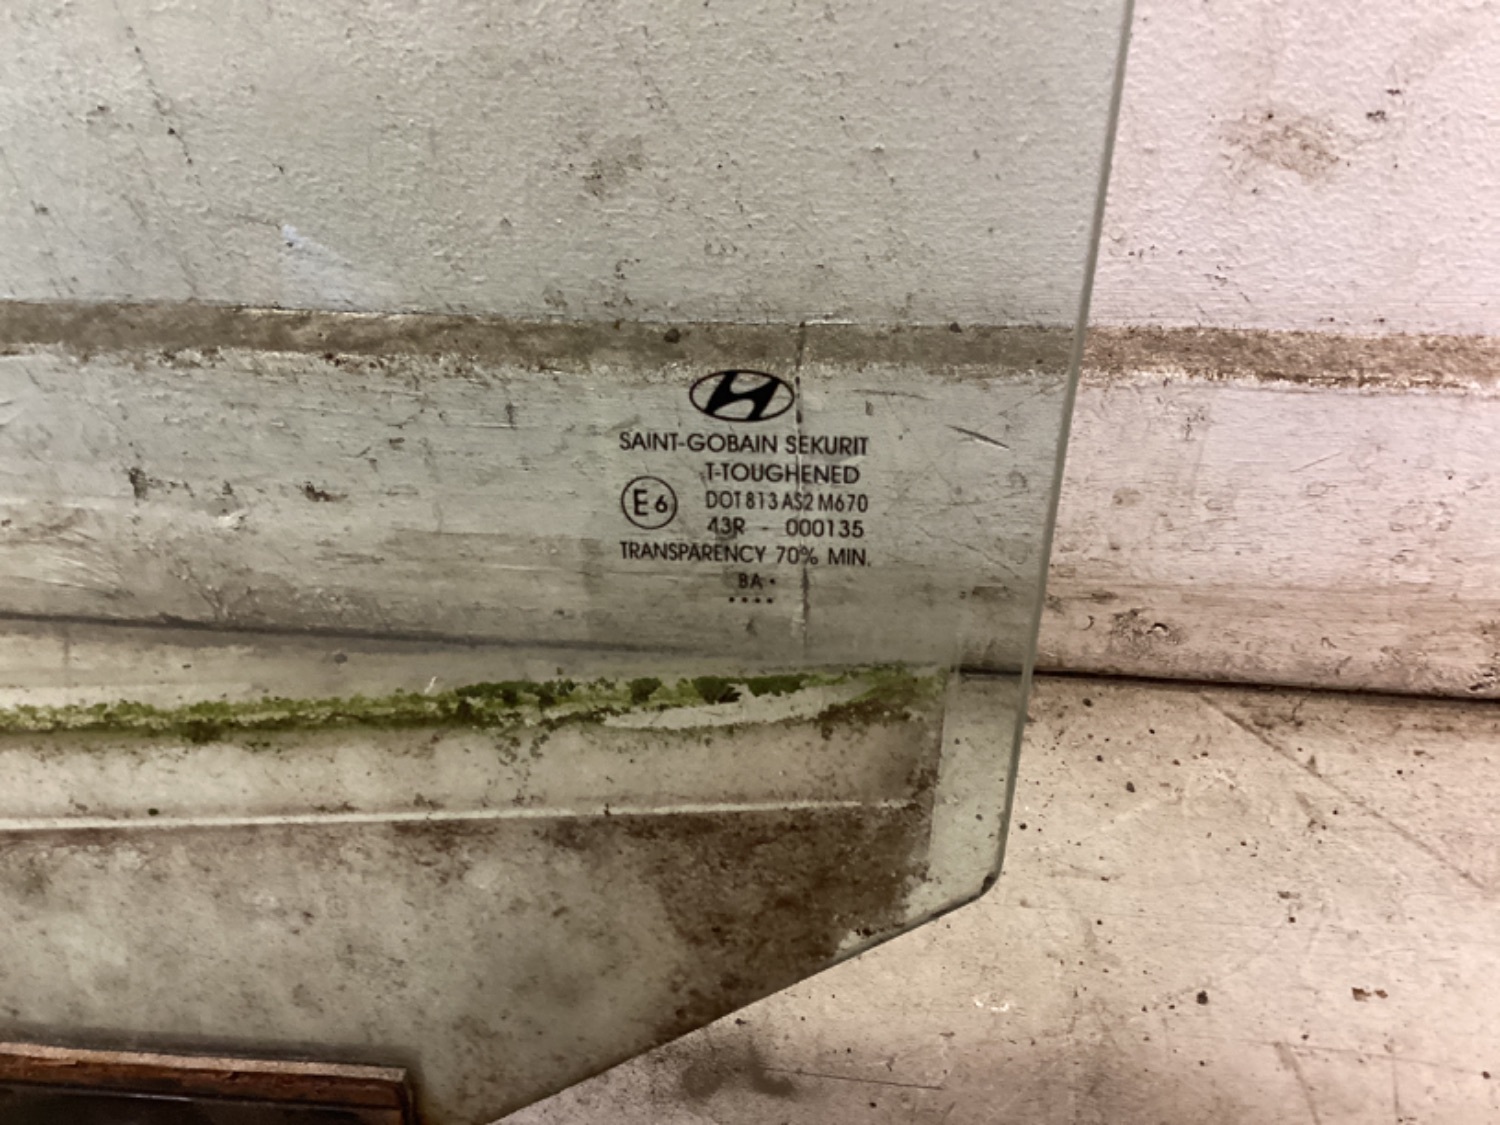 SAINT-GOBAIN SEKURIT
T-TOUGHENED
E6 DOT 813 AS2 M670
43R - 000135
TRANSPARENCY 70% MIN.
BA •
• • • •